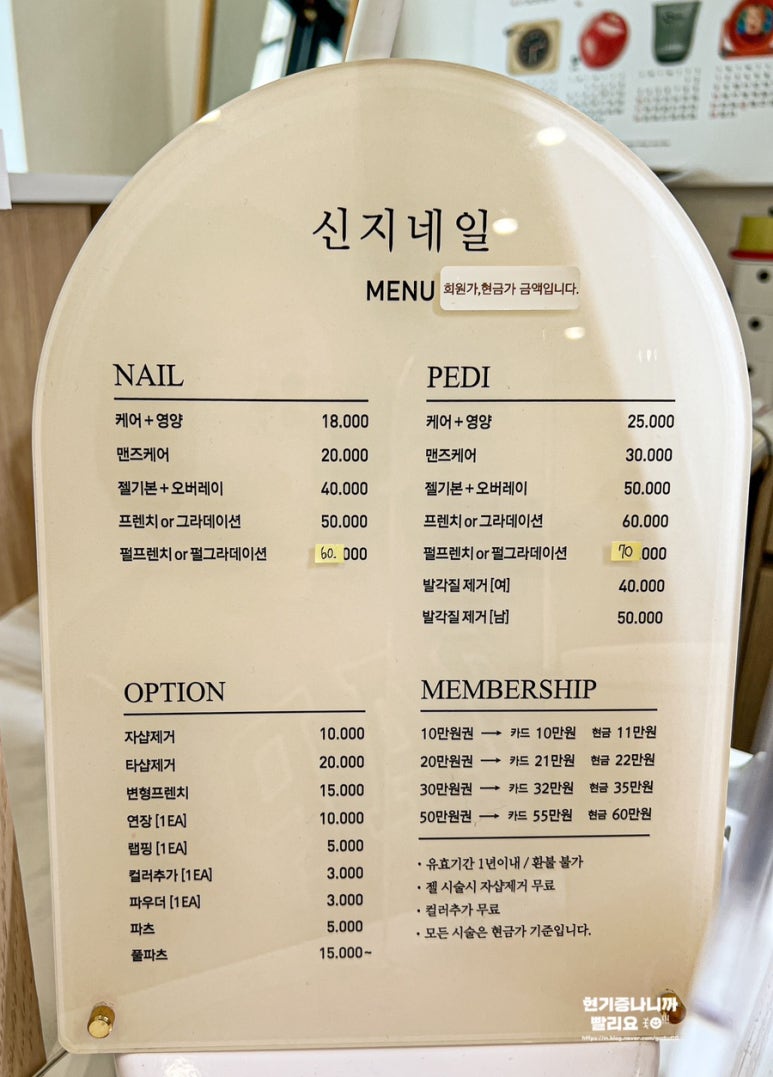 신지네일
MENU 회원가,현금가 금액입니다.
NAIL
케어+영양 18.000
맨즈케어 20.000
젤기본+오버레이 40.000
프렌치 or 그라데이션 50.000
펄프렌치 or 펄그라데이션 60.000
PEDI
케어+영양 25.000
맨즈케어 30.000
젤기본+오버레이 50.000
프렌치 or 그라데이션 60.000
펄프렌치 or 펄그라데이션 70 000
발각질 제거 [여] 40.000
발각질 제거 [남] 50.000
OPTION
자샵제거 10.000
타샵제거 20.000
변형프렌치 15.000
연장 [1EA] 10.000
랩핑 [1EA] 5.000
컬러추가 [1EA] 3.000
파우더 [1EA] 3.000
파츠 5.000
풀파츠 15.000~
MEMBERSHIP
10만원권 → 카드 10만원 현금 11만원
20만원권 → 카드 21만원 현금 22만원
30만원권 → 카드 32만원 현금 35만원
50만원권 → 카드 55만원 현금 60만원
· 유효기간 1년이내 / 환불 불가
· 젤 시술시 자샵제거 무료
· 컬러추가 무료
· 모든 시술은 현금가 기준입니다.
현기증나니까
빨리요